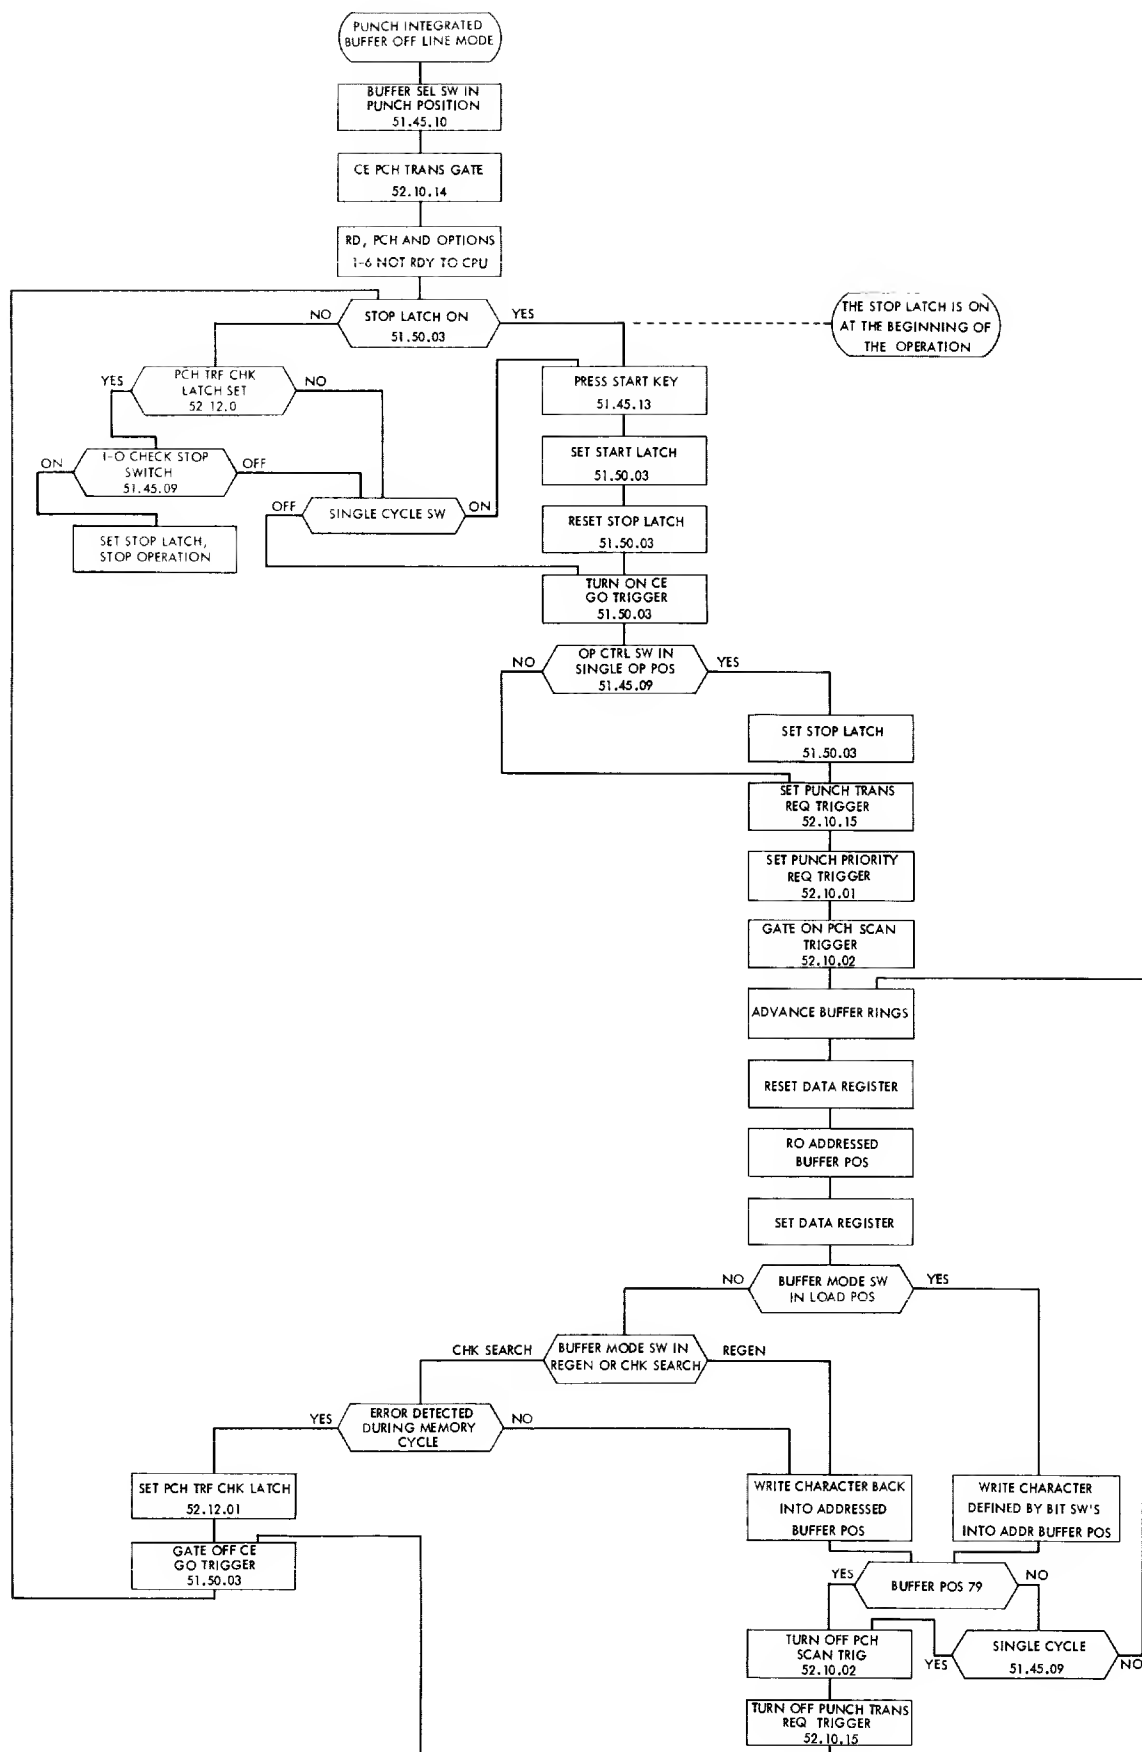 PUNCH INTEGRATED
BUFFER OFF LINE MODE
BUFFER SEL SW IN
PUNCH POSITION
51.45.10
CE PCH TRANS GATE
52.10.14
RD, PCH AND OPTIONS
1-6 NOT RDY TO CPU
NO
STOP LATCH ON
51.50.03
YES
THE STOP LATCH IS ON
AT THE BEGINNING OF
THE OPERATION
YES
PCH TRF CHK
LATCH SET
52 12.0
NO
PRESS START KEY
51.45.13
ON
I-O CHECK STOP
SWITCH
51.45.09
OFF
SET START LATCH
51.50.03
OFF
SINGLE CYCLE SW
ON
SET STOP LATCH,
STOP OPERATION
RESET STOP LATCH
51.50.03
TURN ON CE
GO TRIGGER
51.50.03
NO
OP CTRL SW IN
SINGLE OP POS
51.45.09
YES
SET STOP LATCH
51.50.03
SET PUNCH TRANS
REQ TRIGGER
52.10.15
SET PUNCH PRIORITY
REQ TRIGGER
52.10.01
GATE ON PCH SCAN
TRIGGER
52.10.02
ADVANCE BUFFER RINGS
RESET DATA REGISTER
RO ADDRESSED
BUFFER POS
SET DATA REGISTER
NO
BUFFER MODE SW
IN LOAD POS
YES
CHK SEARCH
BUFFER MODE SW IN
REGEN OR CHK SEARCH
REGEN
YES
ERROR DETECTED
DURING MEMORY
CYCLE
NO
SET PCH TRF CHK LATCH
52.12.01
WRITE CHARACTER BACK
INTO ADDRESSED
BUFFER POS
WRITE CHARACTER
DEFINED BY BIT SW'S
INTO ADDR BUFFER POS
GATE OFF CE
GO TRIGGER
51.50.03
YES
BUFFER POS 79
NO
TURN OFF PCH
SCAN TRIG
52.10.02
YES
SINGLE CYCLE
51.45.09
NO
TURN OFF PUNCH TRANS
REQ TRIGGER
52.10.15